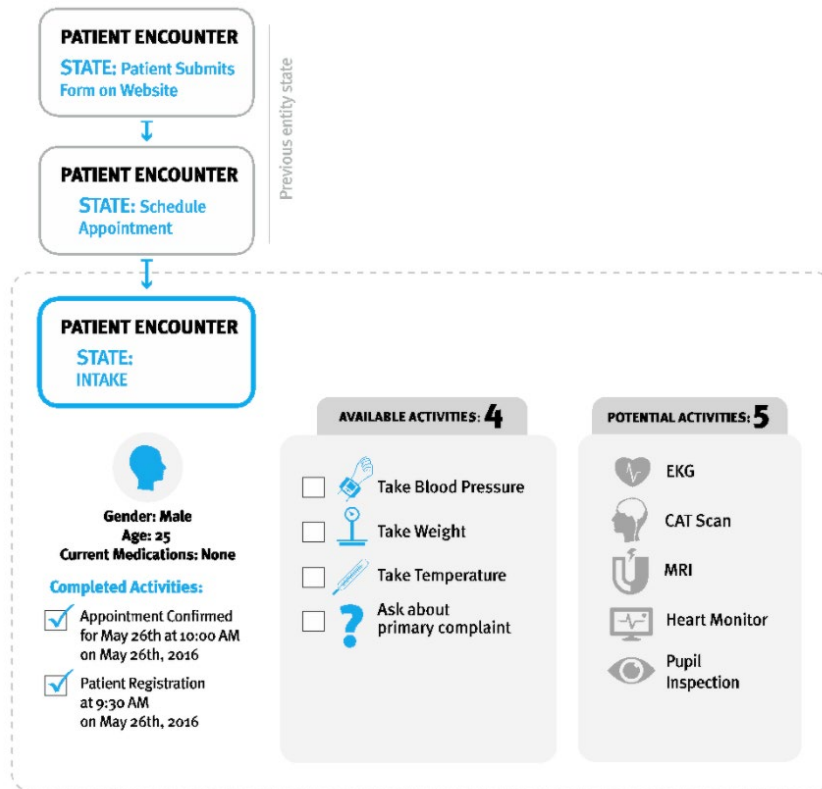 PATIENT ENCOUNTER
STATE: Patient Submits
Form on Website
Previous entity state
PATIENT ENCOUNTER
STATE: Schedule
Appointment
PATIENT ENCOUNTER
STATE:
INTAKE
Gender: Male
Age: 25
Current Medications: None
Completed Activities:
Appointment Confirmed
for May 26th at 10:00 AM
on May 26th, 2016
Patient Registration
at 9:30 AM
on May 26th, 2016
AVAILABLE ACTIVITIES: 4
Take Blood Pressure
Take Weight
Take Temperature
Ask about
primary complaint
POTENTIAL ACTIVITIES: 5
EKG
CAT Scan
MRI
Heart Monitor
Pupil
Inspection